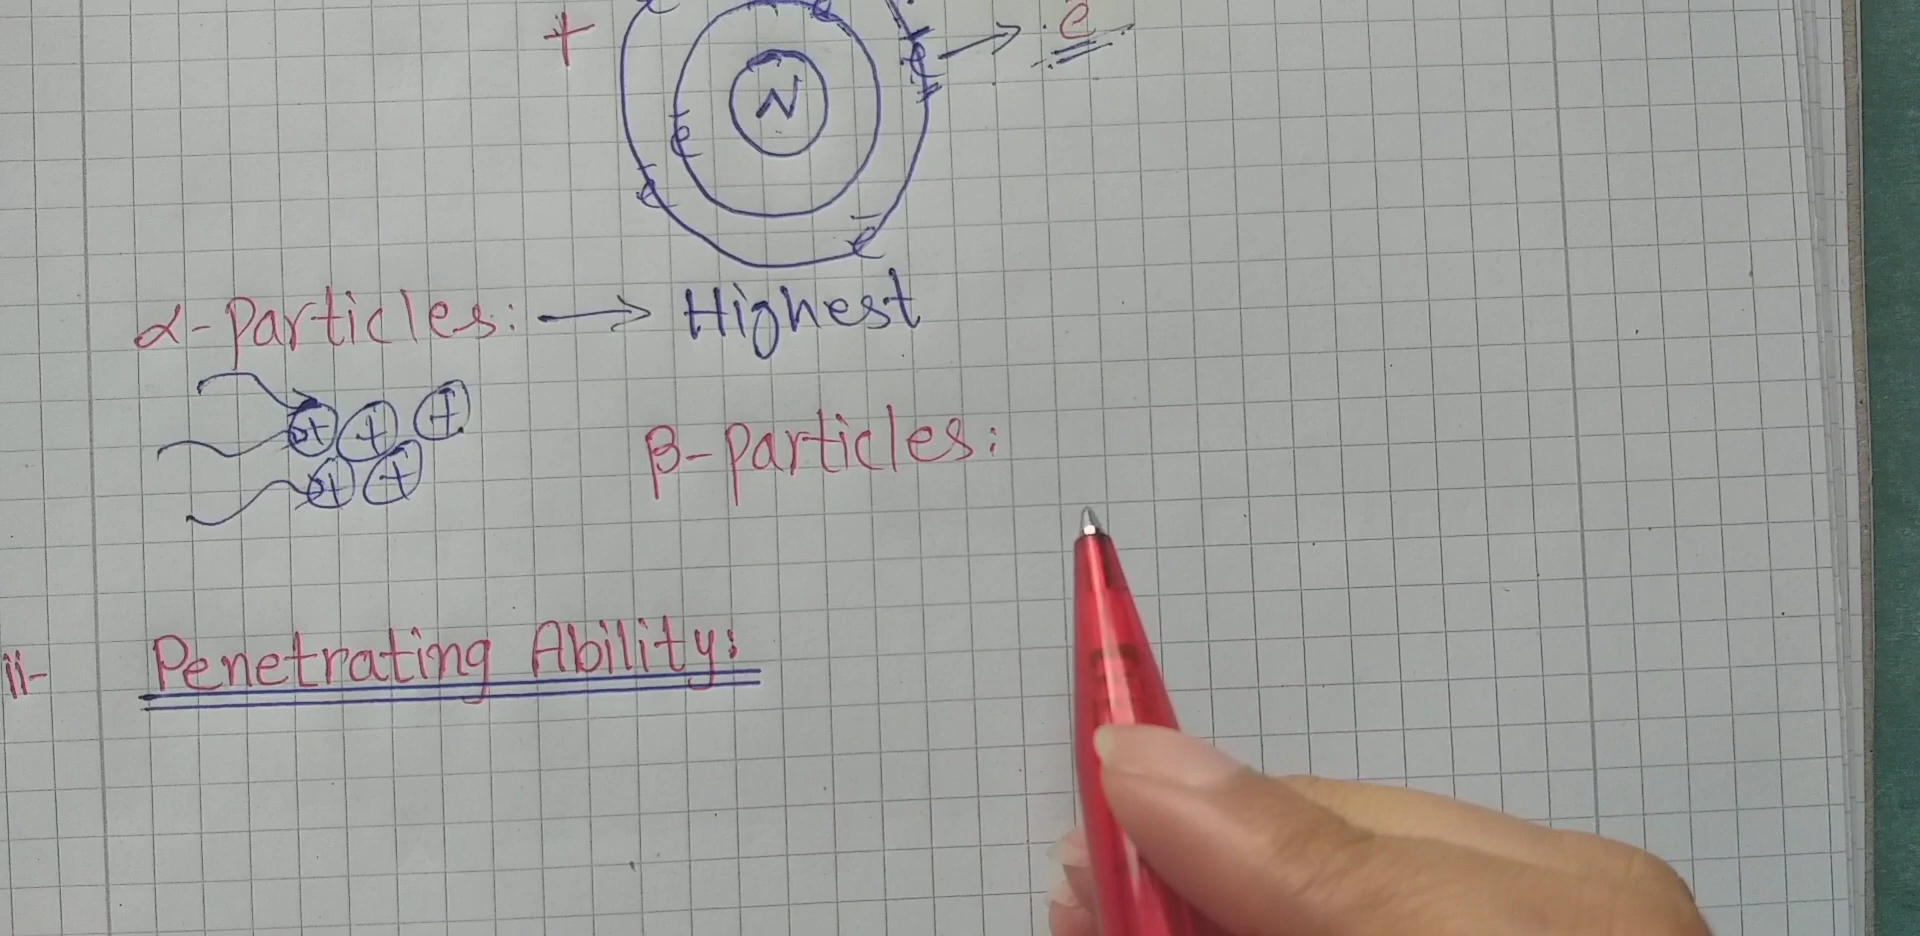 + e → e
N
e
e e
α-Particles: → Highest
+ + +
+ +
β-Particles:
ii- Penetrating Ability: